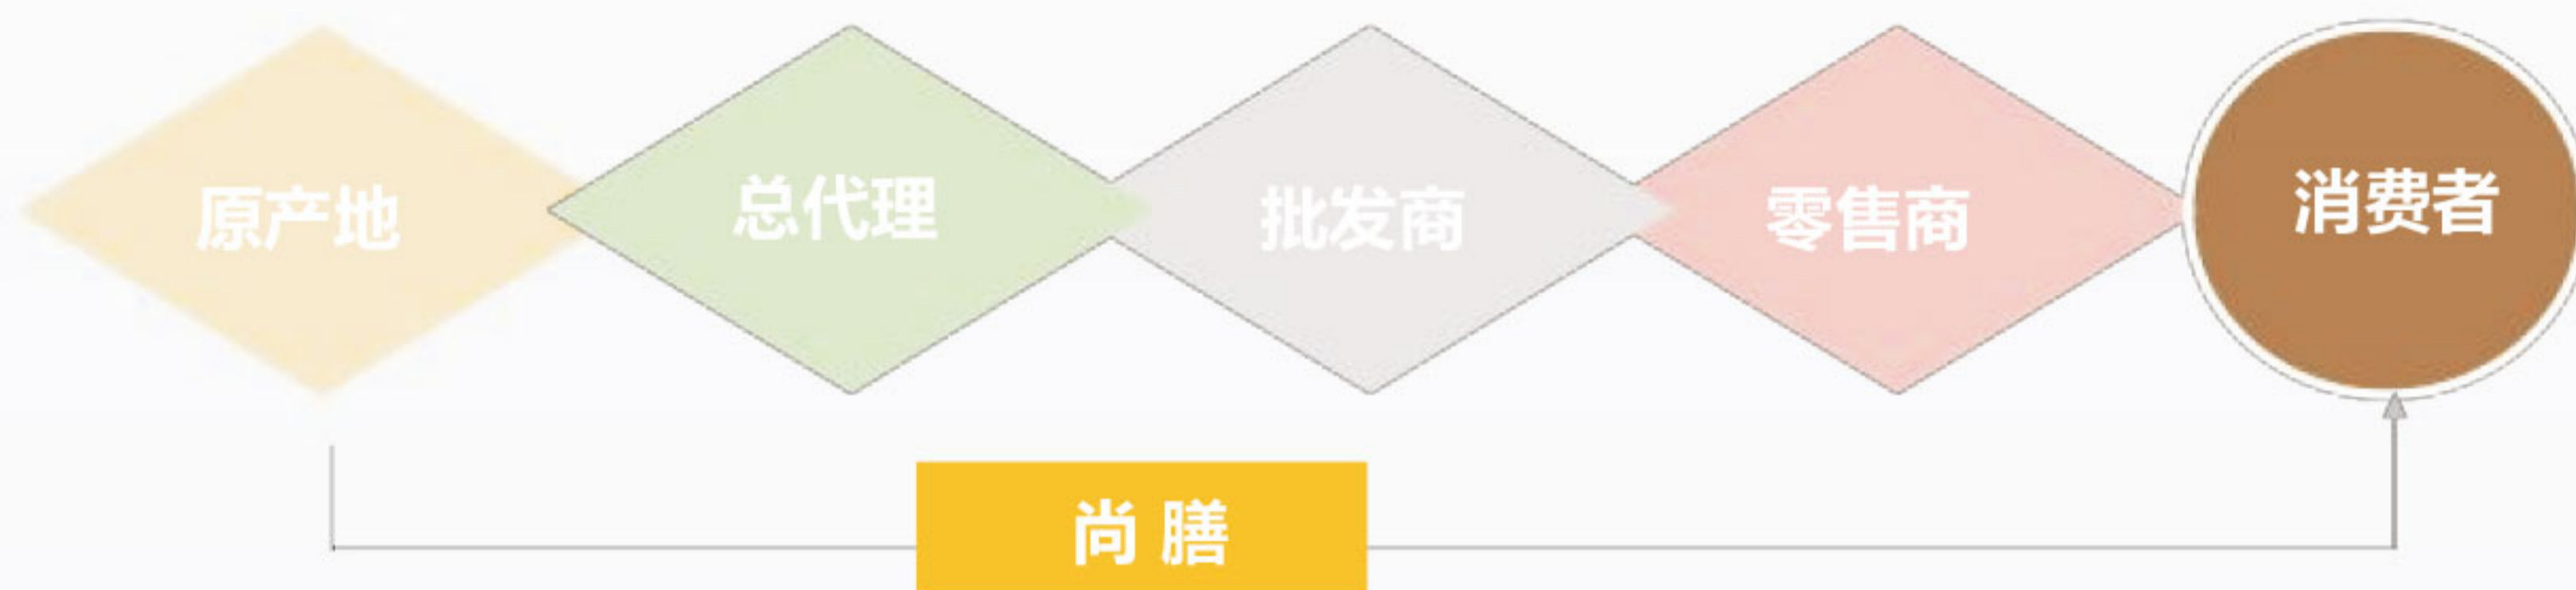 原产地
总代理
批发商
零售商
消费者
尚 膳